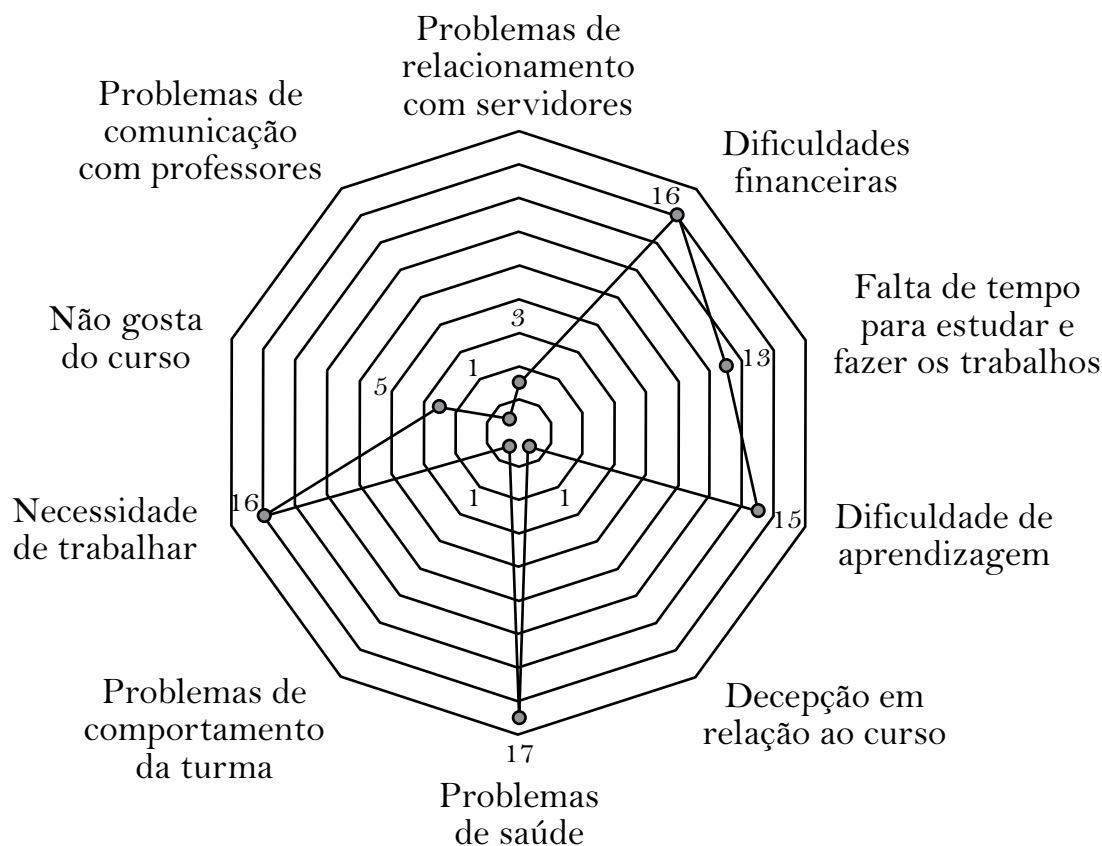 Problemas de
relacionamento
com servidores
Dificuldades
financeiras
Falta de tempo
para estudar e
fazer os trabalhos
Dificuldade de
aprendizagem
Decepção em
relação ao curso
Problemas
de saúde
Problemas de
comportamento
da turma
Necessidade
de trabalhar
Não gosta
do curso
Problemas de
comunicação
com professores
3
16
13
15
1
17
1
16
5
1